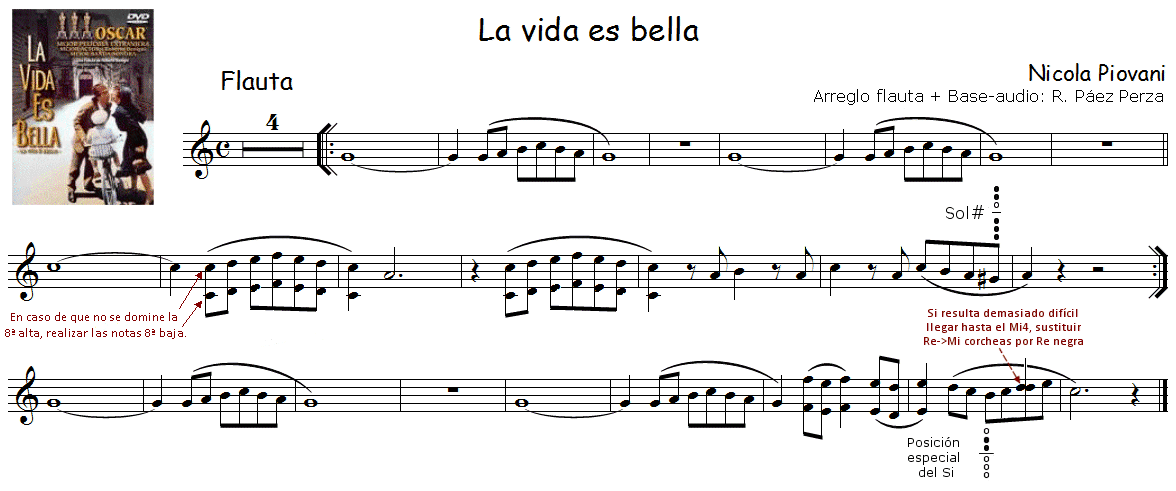 La vida es bella
DVD
OSCAR
MEJOR PELICULA EXTRANJERA
LA
VIDA
ES
BELLA
Flauta
Nicola Piovani
Arreglo flauta + Base-audio: R. Páez Perza
4
Sol#
En caso de que no se domine la
8ª alta, realizar las notas 8ª baja.
Si resulta demasiado difícil
llegar hasta el Mi4, sustituir
Re->Mi corcheas por Re negra
Posición
especial
del Si